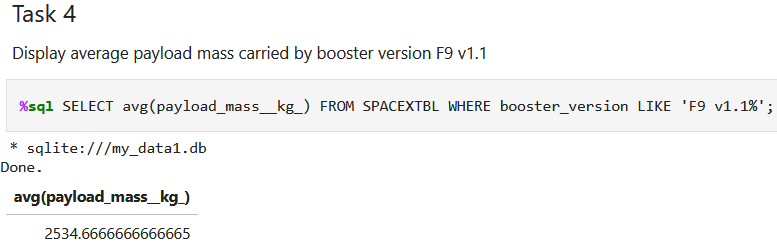 Task 4
Display average payload mass carried by booster version F9 v1.1
%sql SELECT avg(payload_mass__kg_) FROM SPACEXTBL WHERE booster_version LIKE 'F9 v1.1%';
* sqlite:///my_data1.db
Done.
avg(payload_mass__kg_)
2534.6666666666665